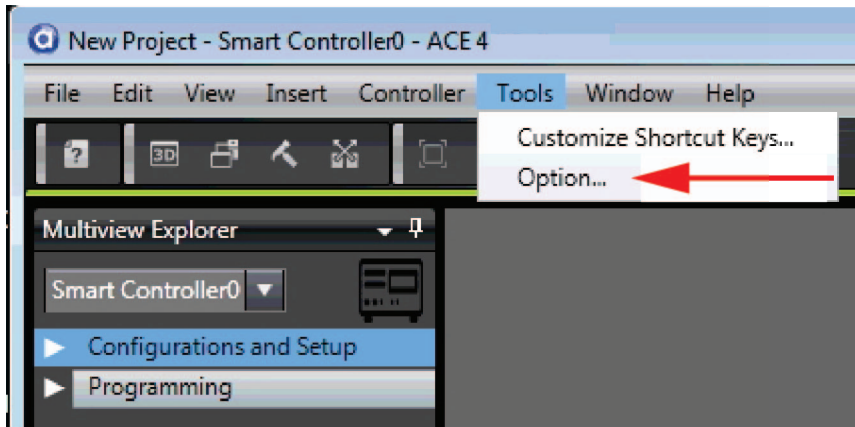 New Project - Smart Controller0 - ACE 4
File Edit View Insert Controller Tools Window Help
3D
Customize Shortcut Keys...
Option...
Multiview Explorer
Smart Controller0
Configurations and Setup
Programming